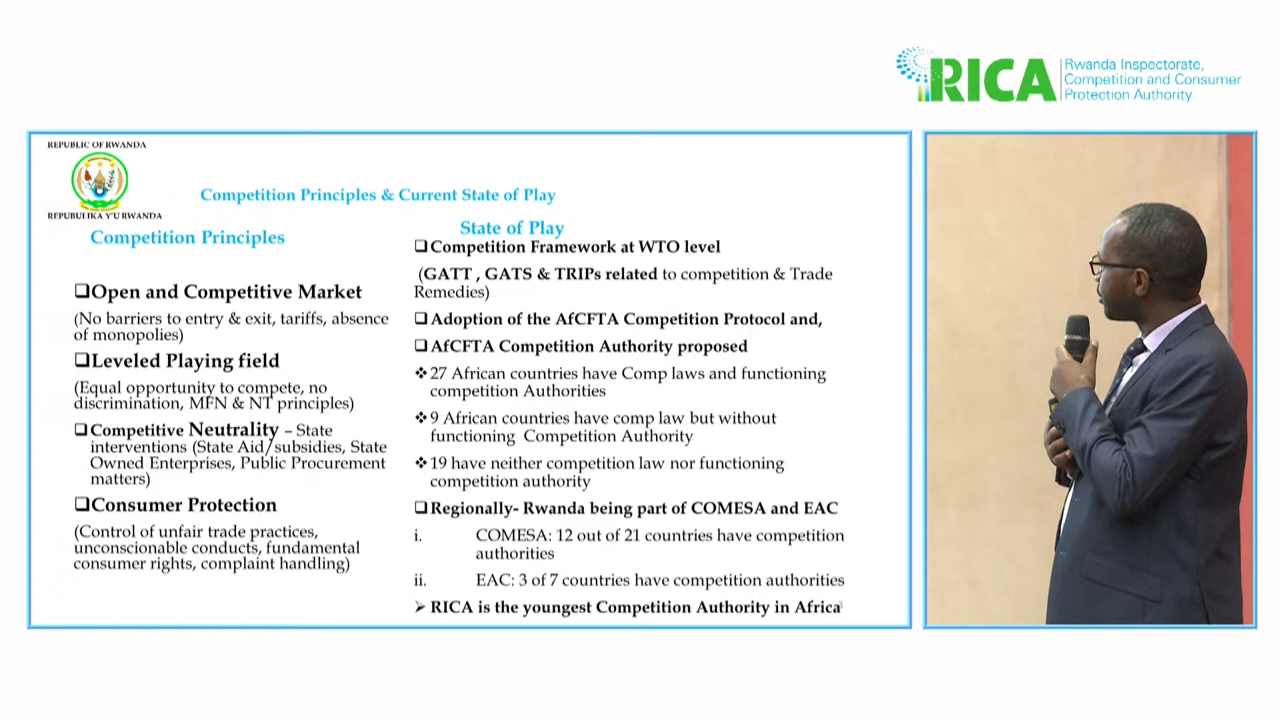 RICA
Rwanda Inspectorate,
Competition and Consumer
Protection Authority
REPUBLIC OF RWANDA
REPUBULIKA Y'U RWANDA
Competition Principles & Current State of Play
Competition Principles
❑Open and Competitive Market
(No barriers to entry & exit, tariffs, absence
of monopolies)
❑Leveled Playing field
(Equal opportunity to compete, no
discrimination, MFN & NT principles)
❑Competitive Neutrality – State
interventions (State Aid/subsidies, State
Owned Enterprises, Public Procurement
matters)
❑Consumer Protection
(Control of unfair trade practices,
unconscionable conducts, fundamental
consumer rights, complaint handling)
State of Play
❑Competition Framework at WTO level
(GATT , GATS & TRIPs related to competition & Trade
Remedies)
❑Adoption of the AfCFTA Competition Protocol and,
❑AfCFTA Competition Authority proposed
❖27 African countries have Comp laws and functioning
competition Authorities
❖9 African countries have comp law but without
functioning Competition Authority
❖19 have neither competition law nor functioning
competition authority
❑Regionally- Rwanda being part of COMESA and EAC
i. COMESA: 12 out of 21 countries have competition
authorities
ii. EAC: 3 of 7 countries have competition authorities
➢ RICA is the youngest Competition Authority in Africa